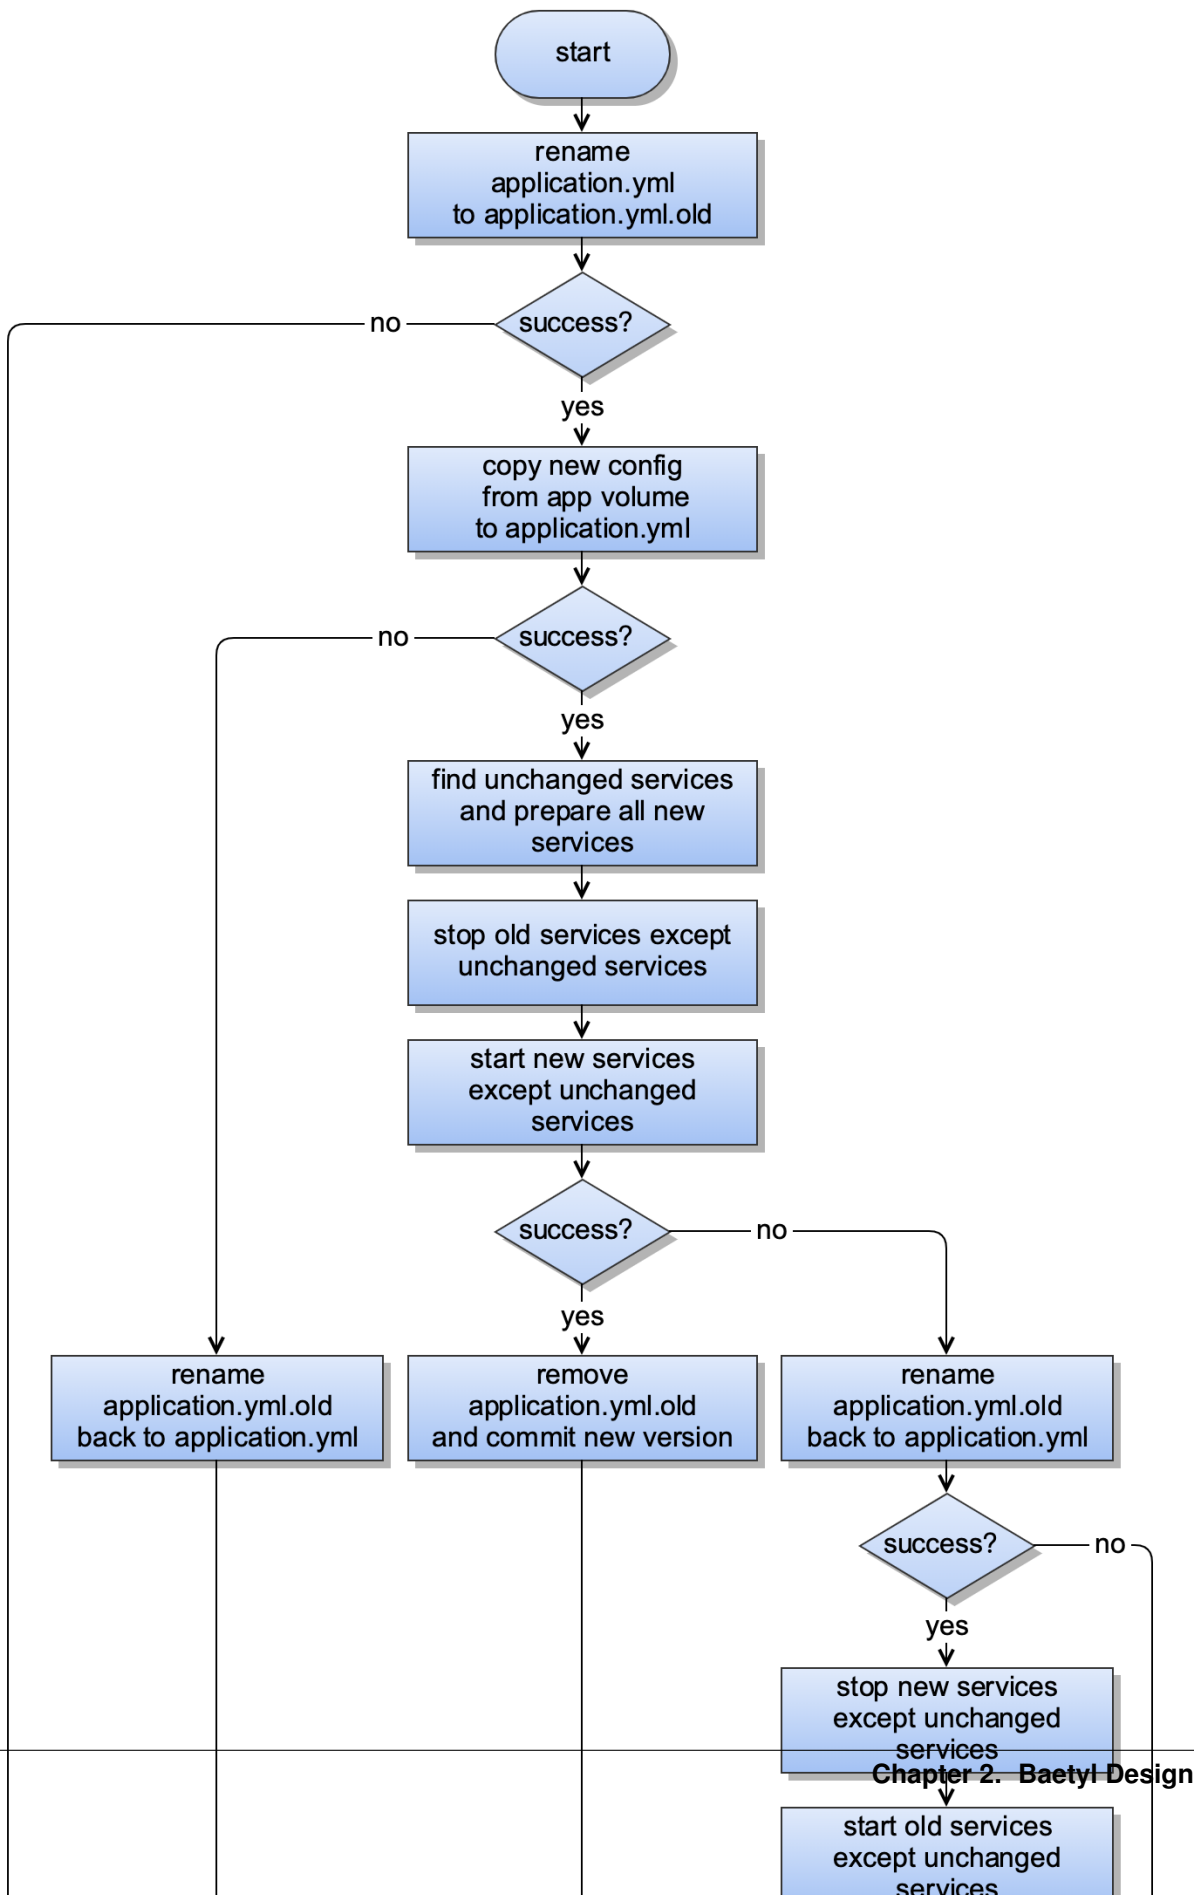 start
rename
application.yml
to application.yml.old
success?
no
yes
copy new config
from app volume
to application.yml
success?
no
yes
find unchanged services
and prepare all new
services
stop old services except
unchanged services
start new services
except unchanged
services
success?
no
yes
rename
application.yml.old
back to application.yml
remove
application.yml.old
and commit new version
rename
application.yml.old
back to application.yml
success?
no
yes
stop new services
except unchanged
services
Chapter 2. Baetyl Design
start old services
except unchanged
services